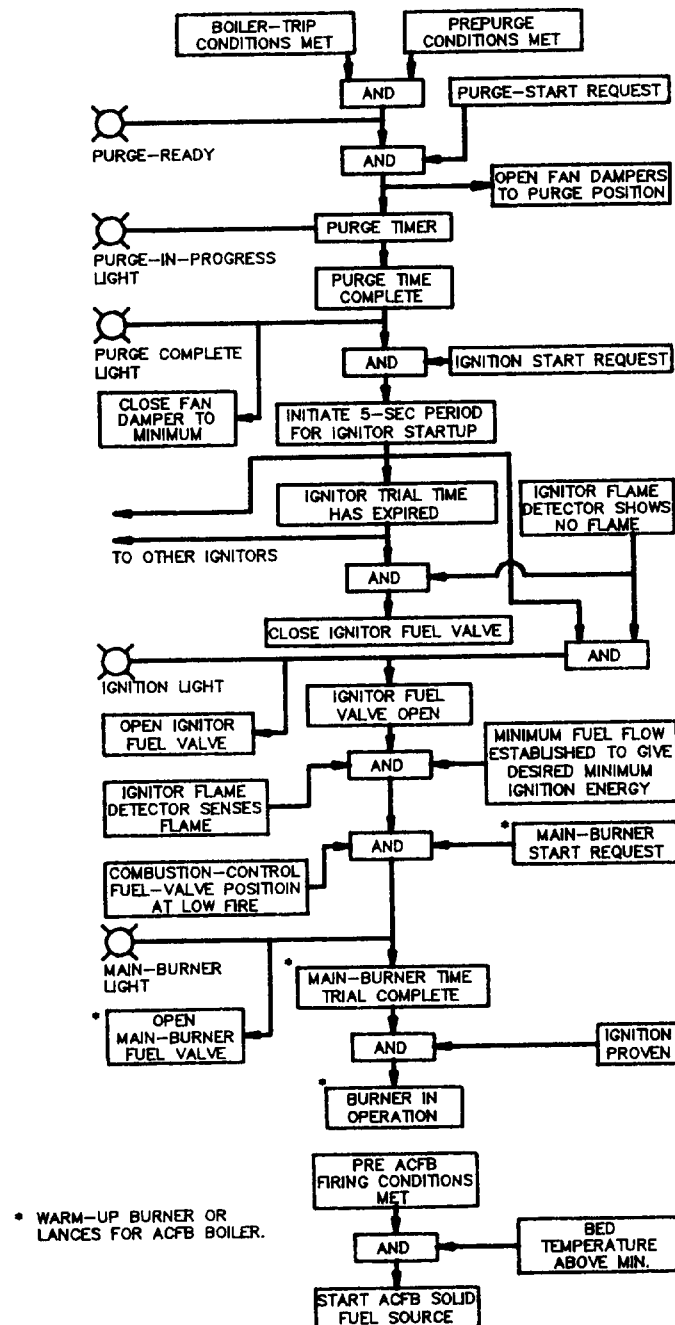 BOILER-TRIP
CONDITIONS MET
PREPURGE
CONDITIONS MET
AND
PURGE-START REQUEST
PURGE-READY
AND
OPEN FAN DAMPERS
TO PURGE POSITION
PURGE TIMER
PURGE-IN-PROGRESS
LIGHT
PURGE TIME
COMPLETE
PURGE COMPLETE
LIGHT
AND
IGNITION START REQUEST
CLOSE FAN
DAMPER TO
MINIMUM
INITIATE 5-SEC PERIOD
FOR IGNITOR STARTUP
IGNITOR TRIAL TIME
HAS EXPIRED
IGNITOR FLAME
DETECTOR SHOWS
NO FLAME
TO OTHER IGNITORS
AND
CLOSE IGNITOR FUEL VALVE
AND
IGNITION LIGHT
OPEN IGNITOR
FUEL VALVE
IGNITOR FUEL
VALVE OPEN
MINIMUM FUEL FLOW
ESTABLISHED TO GIVE
DESIRED MINIMUM
IGNITION ENERGY
AND
IGNITOR FLAME
DETECTOR SENSES
FLAME
AND
* MAIN-BURNER
START REQUEST
COMBUSTION-CONTROL
FUEL-VALVE POSITIOIN
AT LOW FIRE
MAIN-BURNER
LIGHT
* MAIN-BURNER TIME
TRIAL COMPLETE
* OPEN
MAIN-BURNER
FUEL VALVE
AND
IGNITION
PROVEN
* BURNER IN
OPERATION
PRE ACFB
FIRING CONDITIONS
MET
* WARM-UP BURNER OR
LANCES FOR ACFB BOILER.
AND
BED
TEMPERATURE
ABOVE MIN.
START ACFB SOLID
FUEL SOURCE